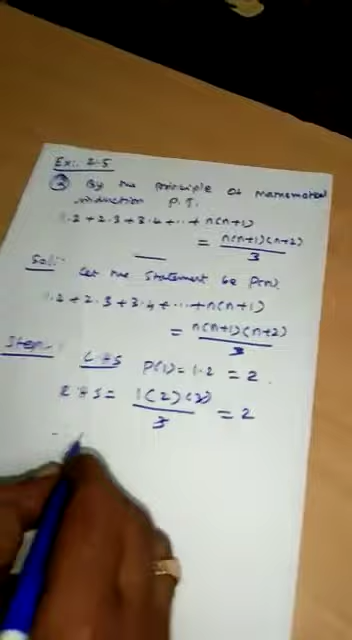 Ex:. 2.5
② By the principle of mathematical
induction P.T.
1.2 + 2.3 + 3.4 + ... + n(n+1)
= n(n+1)(n+2) / 3
Sol:-
Let the statement be P(n).
1.2 + 2.3 + 3.4 + ... + n(n+1)
= n(n+1)(n+2) / 3
Step:
L H S P(1) = 1.2 = 2.
R H S = 1(2)(3) / 3 = 2